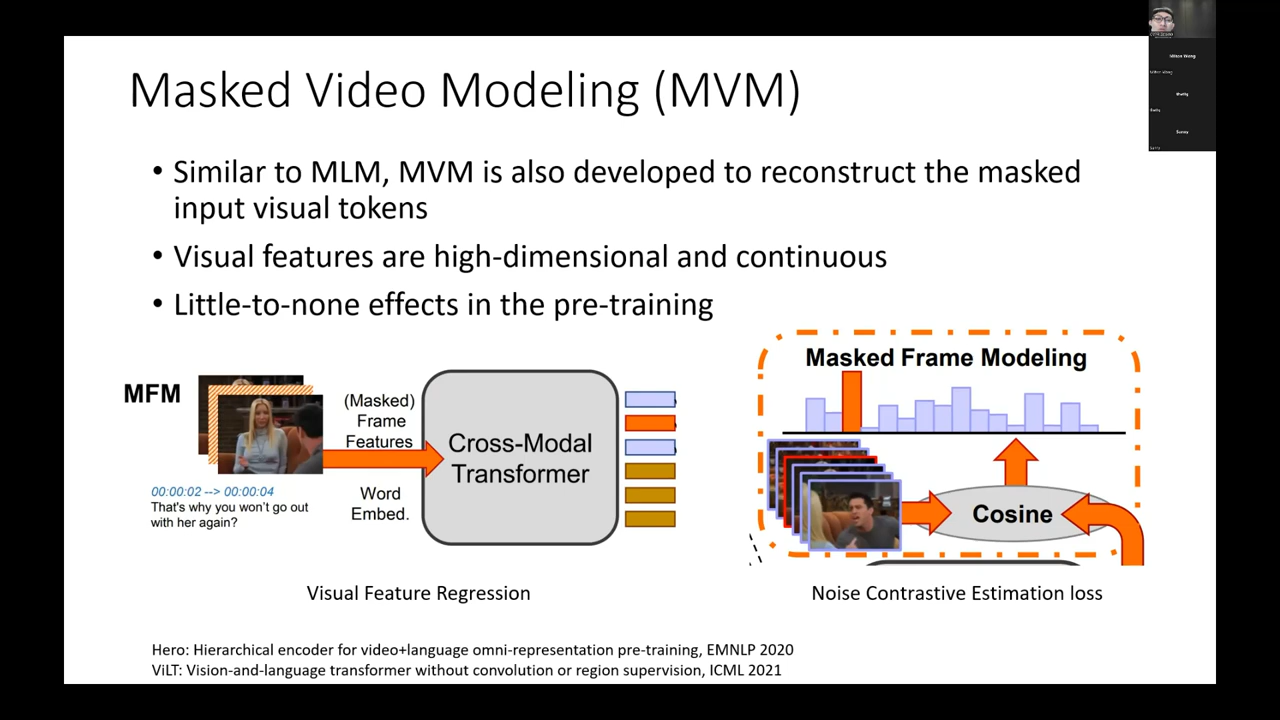 Masked Video Modeling (MVM)
• Similar to MLM, MVM is also developed to reconstruct the masked
input visual tokens
• Visual features are high-dimensional and continuous
• Little-to-none effects in the pre-training
MFM
(Masked)
Frame
Features
Word
Embed.
Cross-Modal
Transformer
00:00:02 --> 00:00:04
That's why you won't go out
with her again?
Visual Feature Regression
Masked Frame Modeling
Cosine
Noise Contrastive Estimation loss
Hero: Hierarchical encoder for video+language omni-representation pre-training, EMNLP 2020
ViLT: Vision-and-language transformer without convolution or region supervision, ICML 2021